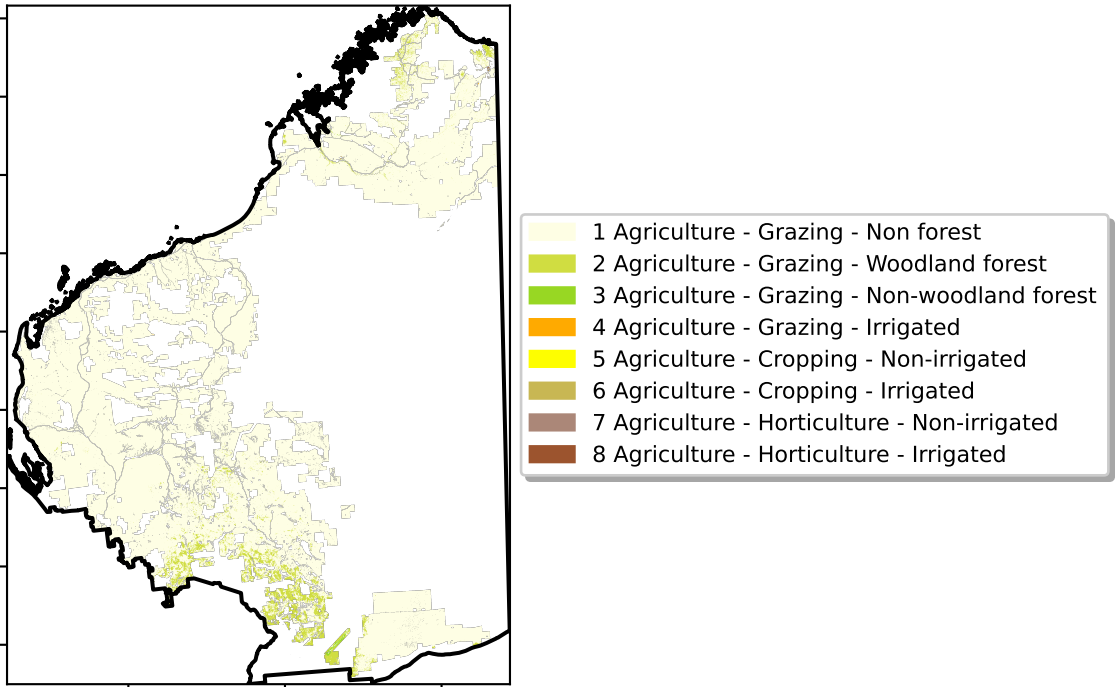 1 Agriculture - Grazing - Non forest
2 Agriculture - Grazing - Woodland forest
3 Agriculture - Grazing - Non-woodland forest
4 Agriculture - Grazing - Irrigated
5 Agriculture - Cropping - Non-irrigated
6 Agriculture - Cropping - Irrigated
7 Agriculture - Horticulture - Non-irrigated
8 Agriculture - Horticulture - Irrigated